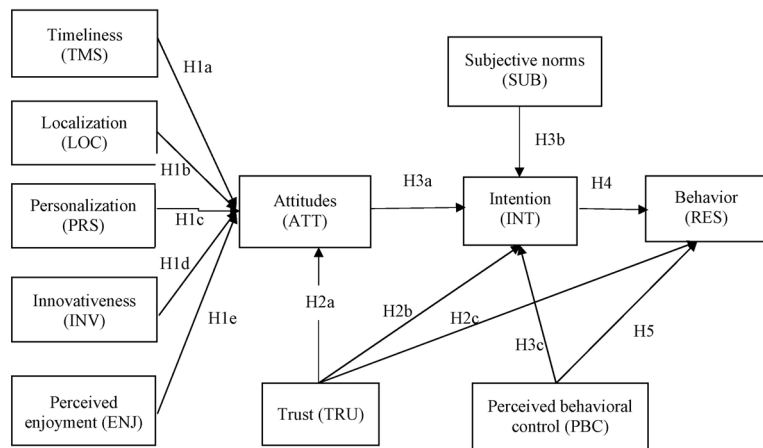 Timeliness
(TMS)
H1a
Subjective norms
(SUB)
Localization
(LOC)
H1b
H3b
Personalization
(PRS)
H1c
Attitudes
(ATT)
H3a
Intention
(INT)
H4
Behavior
(RES)
H1d
Innovativeness
(INV)
H1e
H2a
H2b
H2c
H3c
H5
Perceived
enjoyment (ENJ)
Trust (TRU)
Perceived behavioral
control (PBC)